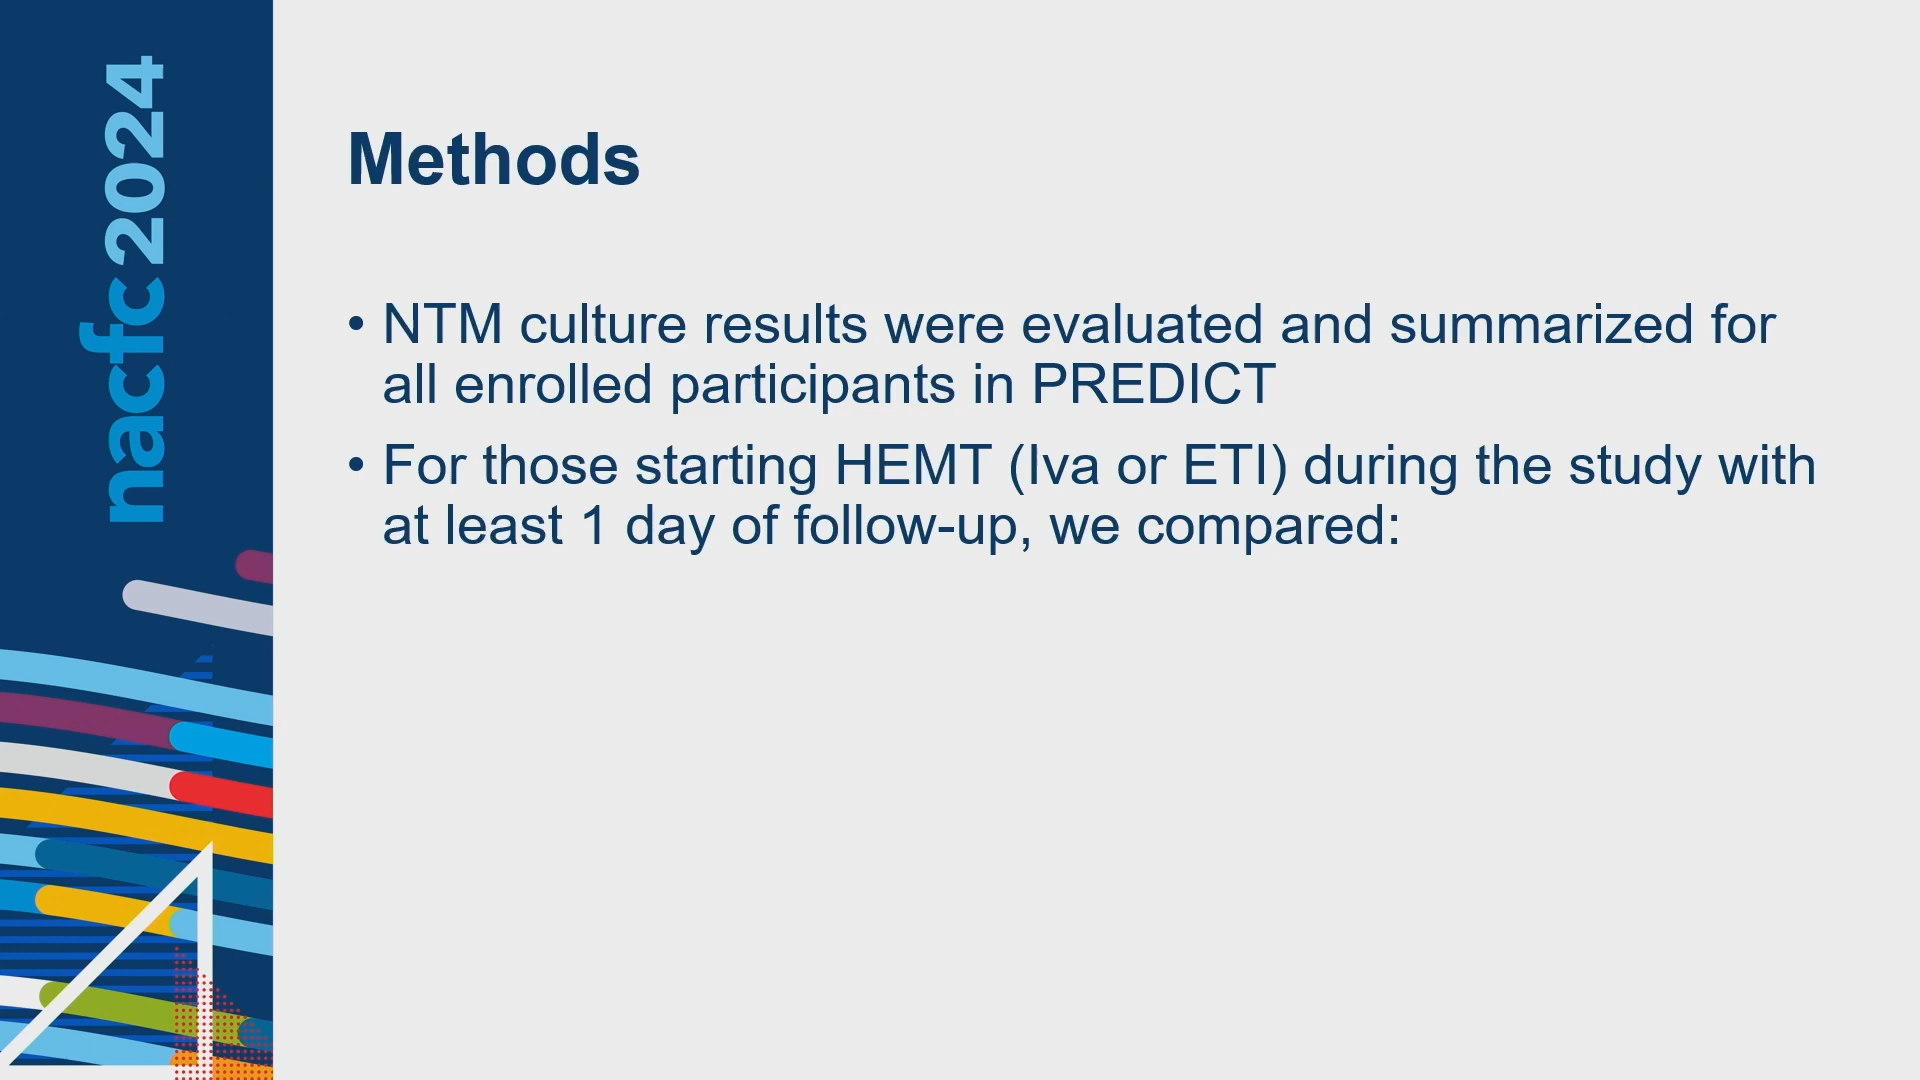 nacfc 2024
Methods
• NTM culture results were evaluated and summarized for
all enrolled participants in PREDICT
• For those starting HEMT (Iva or ETI) during the study with
at least 1 day of follow-up, we compared: